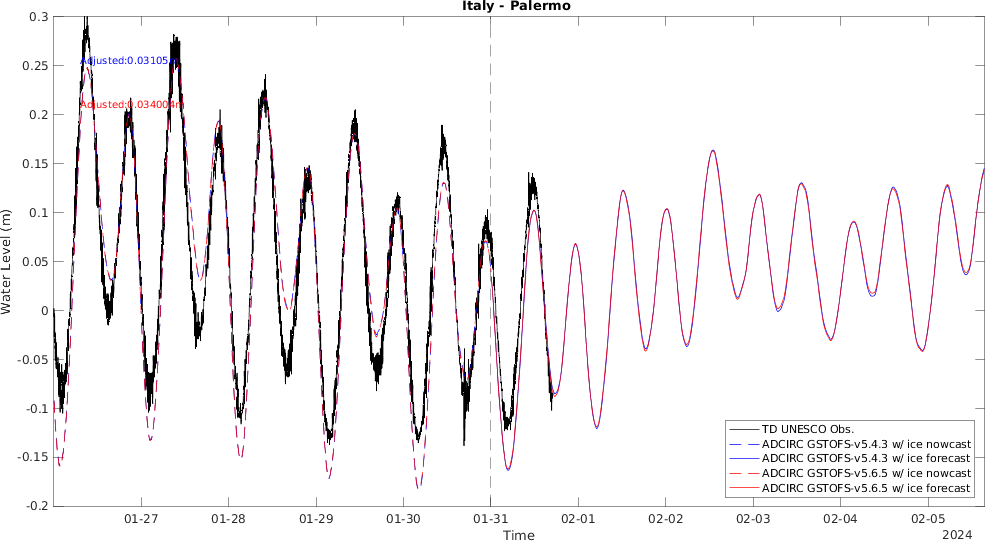 Italy - Palermo
0.3
0.25
0.2
0.15
0.1
0.05
0
-0.05
-0.1
-0.15
-0.2
Water Level (m)
Adjusted:0.03105
Adjusted:0.034004m
TD UNESCO Obs.
ADCIRC GSTOFS-v5.4.3 w/ ice nowcast
ADCIRC GSTOFS-v5.4.3 w/ ice forecast
ADCIRC GSTOFS-v5.6.5 w/ ice nowcast
ADCIRC GSTOFS-v5.6.5 w/ ice forecast
01-27 01-28 01-29 01-30 01-31 02-01 02-02 02-03 02-04 02-05
Time
2024